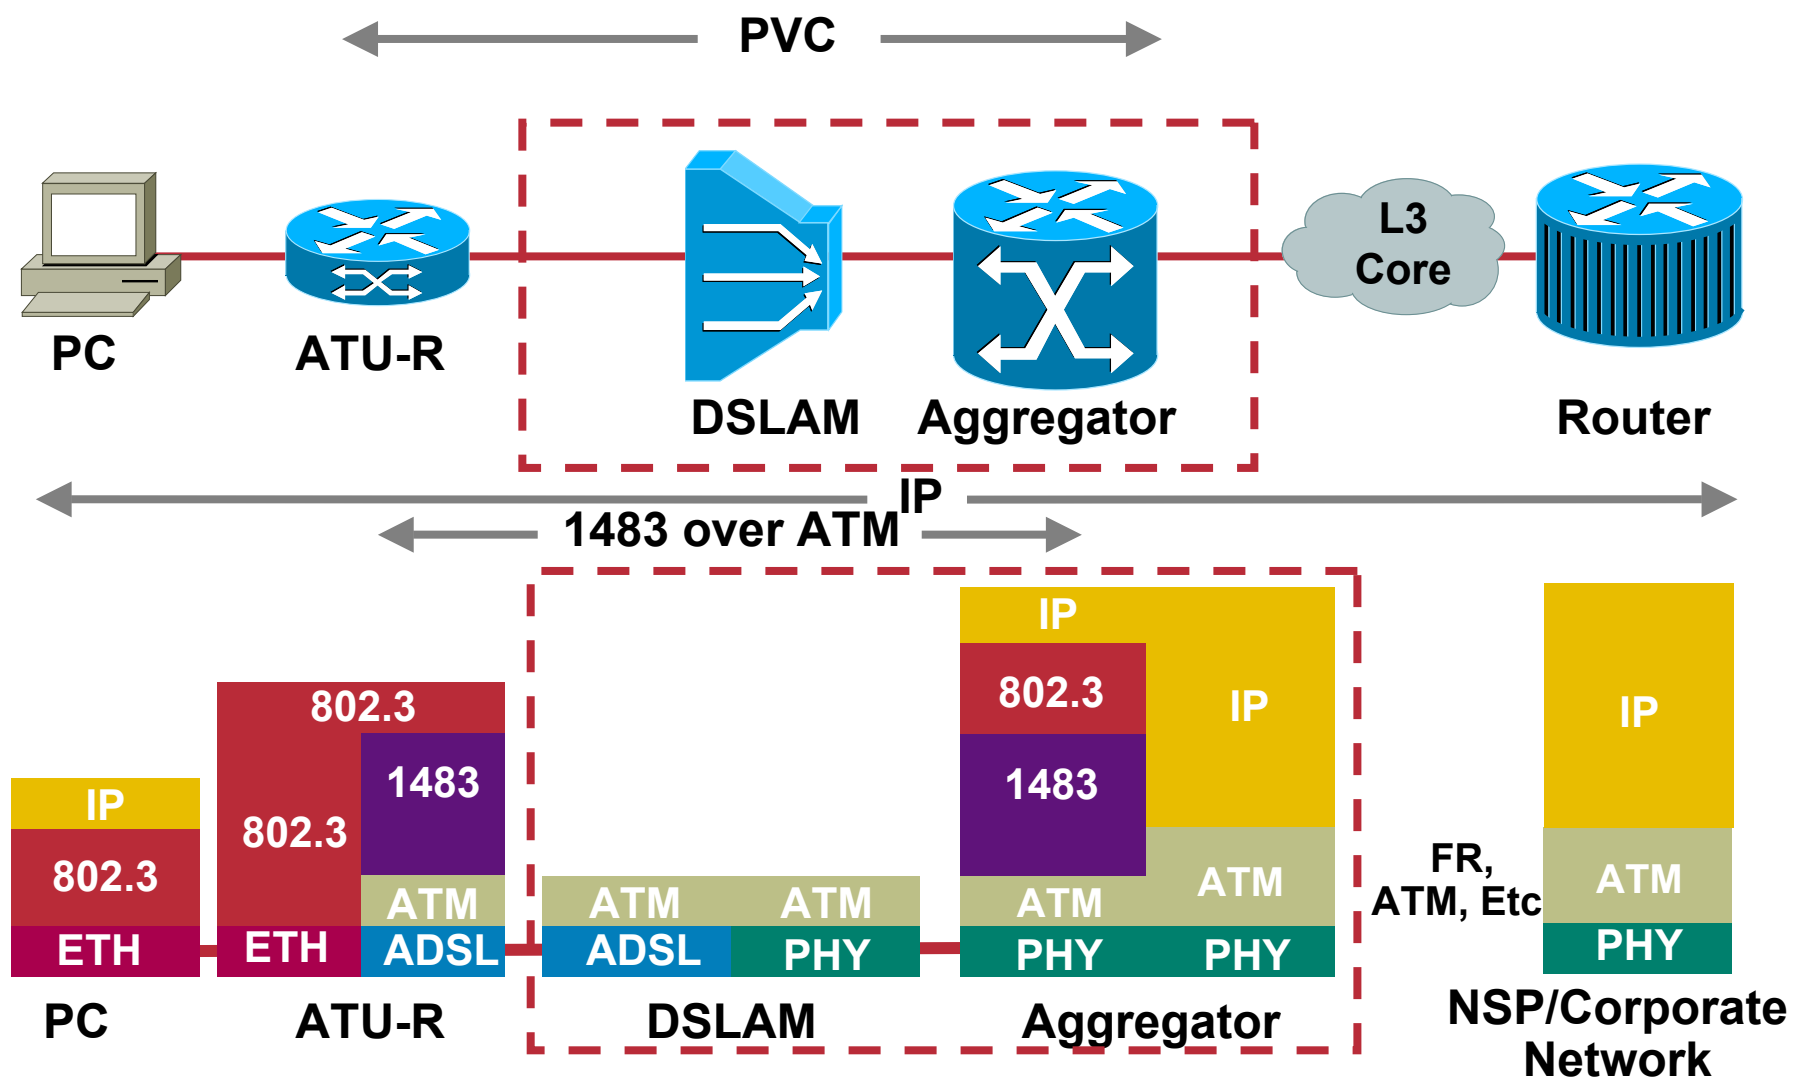 PVC
L3
Core
PC
ATU-R
DSLAM
Aggregator
Router
IP
1483 over ATM
IP
802.3
ETH
802.3
802.3
1483
ATM
ETH
ADSL
ATM
ATM
ADSL
PHY
IP
802.3
1483
ATM
PHY
IP
ATM
PHY
FR,
ATM, Etc
IP
ATM
PHY
PC
ATU-R
DSLAM
Aggregator
NSP/Corporate
Network